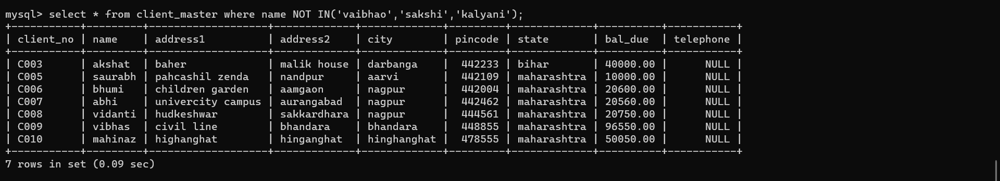 mysql> select * from client_master where name NOT IN('vaibhao','sakshi','kalyani');
+-----------+---------+-------------------+-------------+-------------+---------+-------------+----------+-----------+
| client_no | name    | address1          | address2    | city        | pincode | state       | bal_due  | telephone |
+-----------+---------+-------------------+-------------+-------------+---------+-------------+----------+-----------+
| C003      | akshat  | baher             | malik house | darbanga    |  442233 | bihar       | 40000.00 |      NULL |
| C005      | saurabh | pahcashil zenda   | nandpur     | aarvi       |  442109 | maharashtra | 10000.00 |      NULL |
| C006      | bhumi   | children garden   | aamgaon     | nagpur      |  442004 | maharashtra | 20600.00 |      NULL |
| C007      | abhi    | univercity campus | aurangabad  | nagpur      |  442462 | maharashtra | 20560.00 |      NULL |
| C008      | vidanti | hudkeshwar        | sakkardhara | nagpur      |  444561 | maharashtra | 20750.00 |      NULL |
| C009      | vibhas  | civil line        | bhandara    | bhandara    |  448855 | maharashtra | 96550.00 |      NULL |
| C010      | mahinaz | highanghat        | hinganghat  | hinghanghat |  478555 | maharashtra | 50050.00 |      NULL |
+-----------+---------+-------------------+-------------+-------------+---------+-------------+----------+-----------+
7 rows in set (0.09 sec)